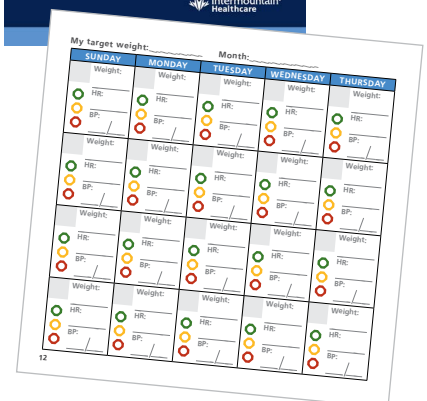 Intermountain®
Healthcare
My target weight:__________ Month:__________
SUNDAY MONDAY TUESDAY WEDNESDAY THURSDAY
Weight: Weight: Weight: Weight: Weight:
HR: HR: HR: HR: HR:
BP: / BP: / BP: / BP: / BP: /
Weight: Weight: Weight: Weight: Weight:
HR: HR: HR: HR: HR:
BP: / BP: / BP: / BP: / BP: /
Weight: Weight: Weight: Weight: Weight:
HR: HR: HR: HR: HR:
BP: / BP: / BP: / BP: / BP: /
Weight: Weight: Weight: Weight: Weight:
HR: HR: HR: HR: HR:
BP: / BP: / BP: / BP: / BP: /
12